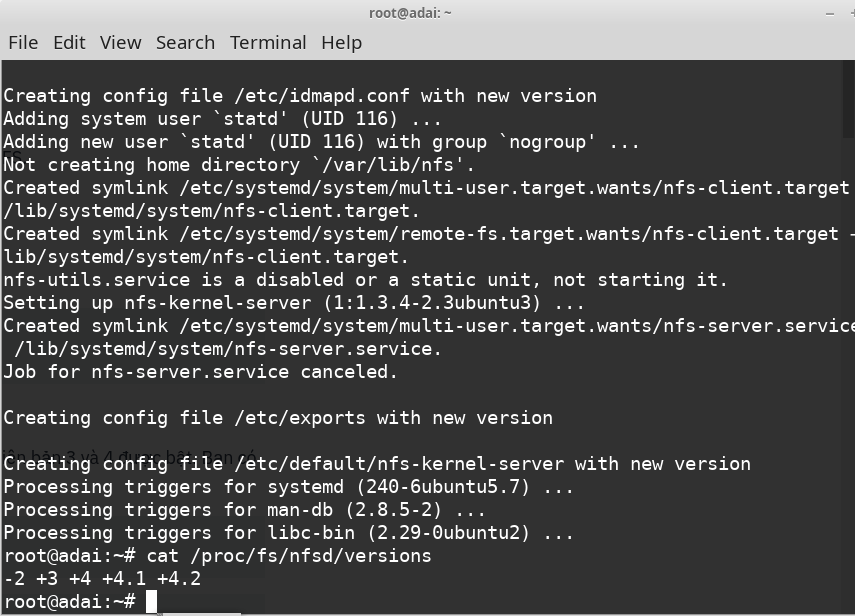 root@adai: ~
File Edit View Search Terminal Help
Creating config file /etc/idmapd.conf with new version
Adding system user `statd' (UID 116) ...
Adding new user `statd' (UID 116) with group `nogroup' ...
Not creating home directory `/var/lib/nfs'.
Created symlink /etc/systemd/system/multi-user.target.wants/nfs-client.target
/lib/systemd/system/nfs-client.target.
Created symlink /etc/systemd/system/remote-fs.target.wants/nfs-client.target
lib/systemd/system/nfs-client.target.
nfs-utils.service is a disabled or a static unit, not starting it.
Setting up nfs-kernel-server (1:1.3.4-2.3ubuntu3) ...
Created symlink /etc/systemd/system/multi-user.target.wants/nfs-server.service
/lib/systemd/system/nfs-server.service.
Job for nfs-server.service canceled.
Creating config file /etc/exports with new version
Creating config file /etc/default/nfs-kernel-server with new version
Processing triggers for systemd (240-6ubuntu5.7) ...
Processing triggers for man-db (2.8.5-2) ...
Processing triggers for libc-bin (2.29-0ubuntu2) ...
root@adai:~# cat /proc/fs/nfsd/versions
-2 +3 +4 +4.1 +4.2
root@adai:~#